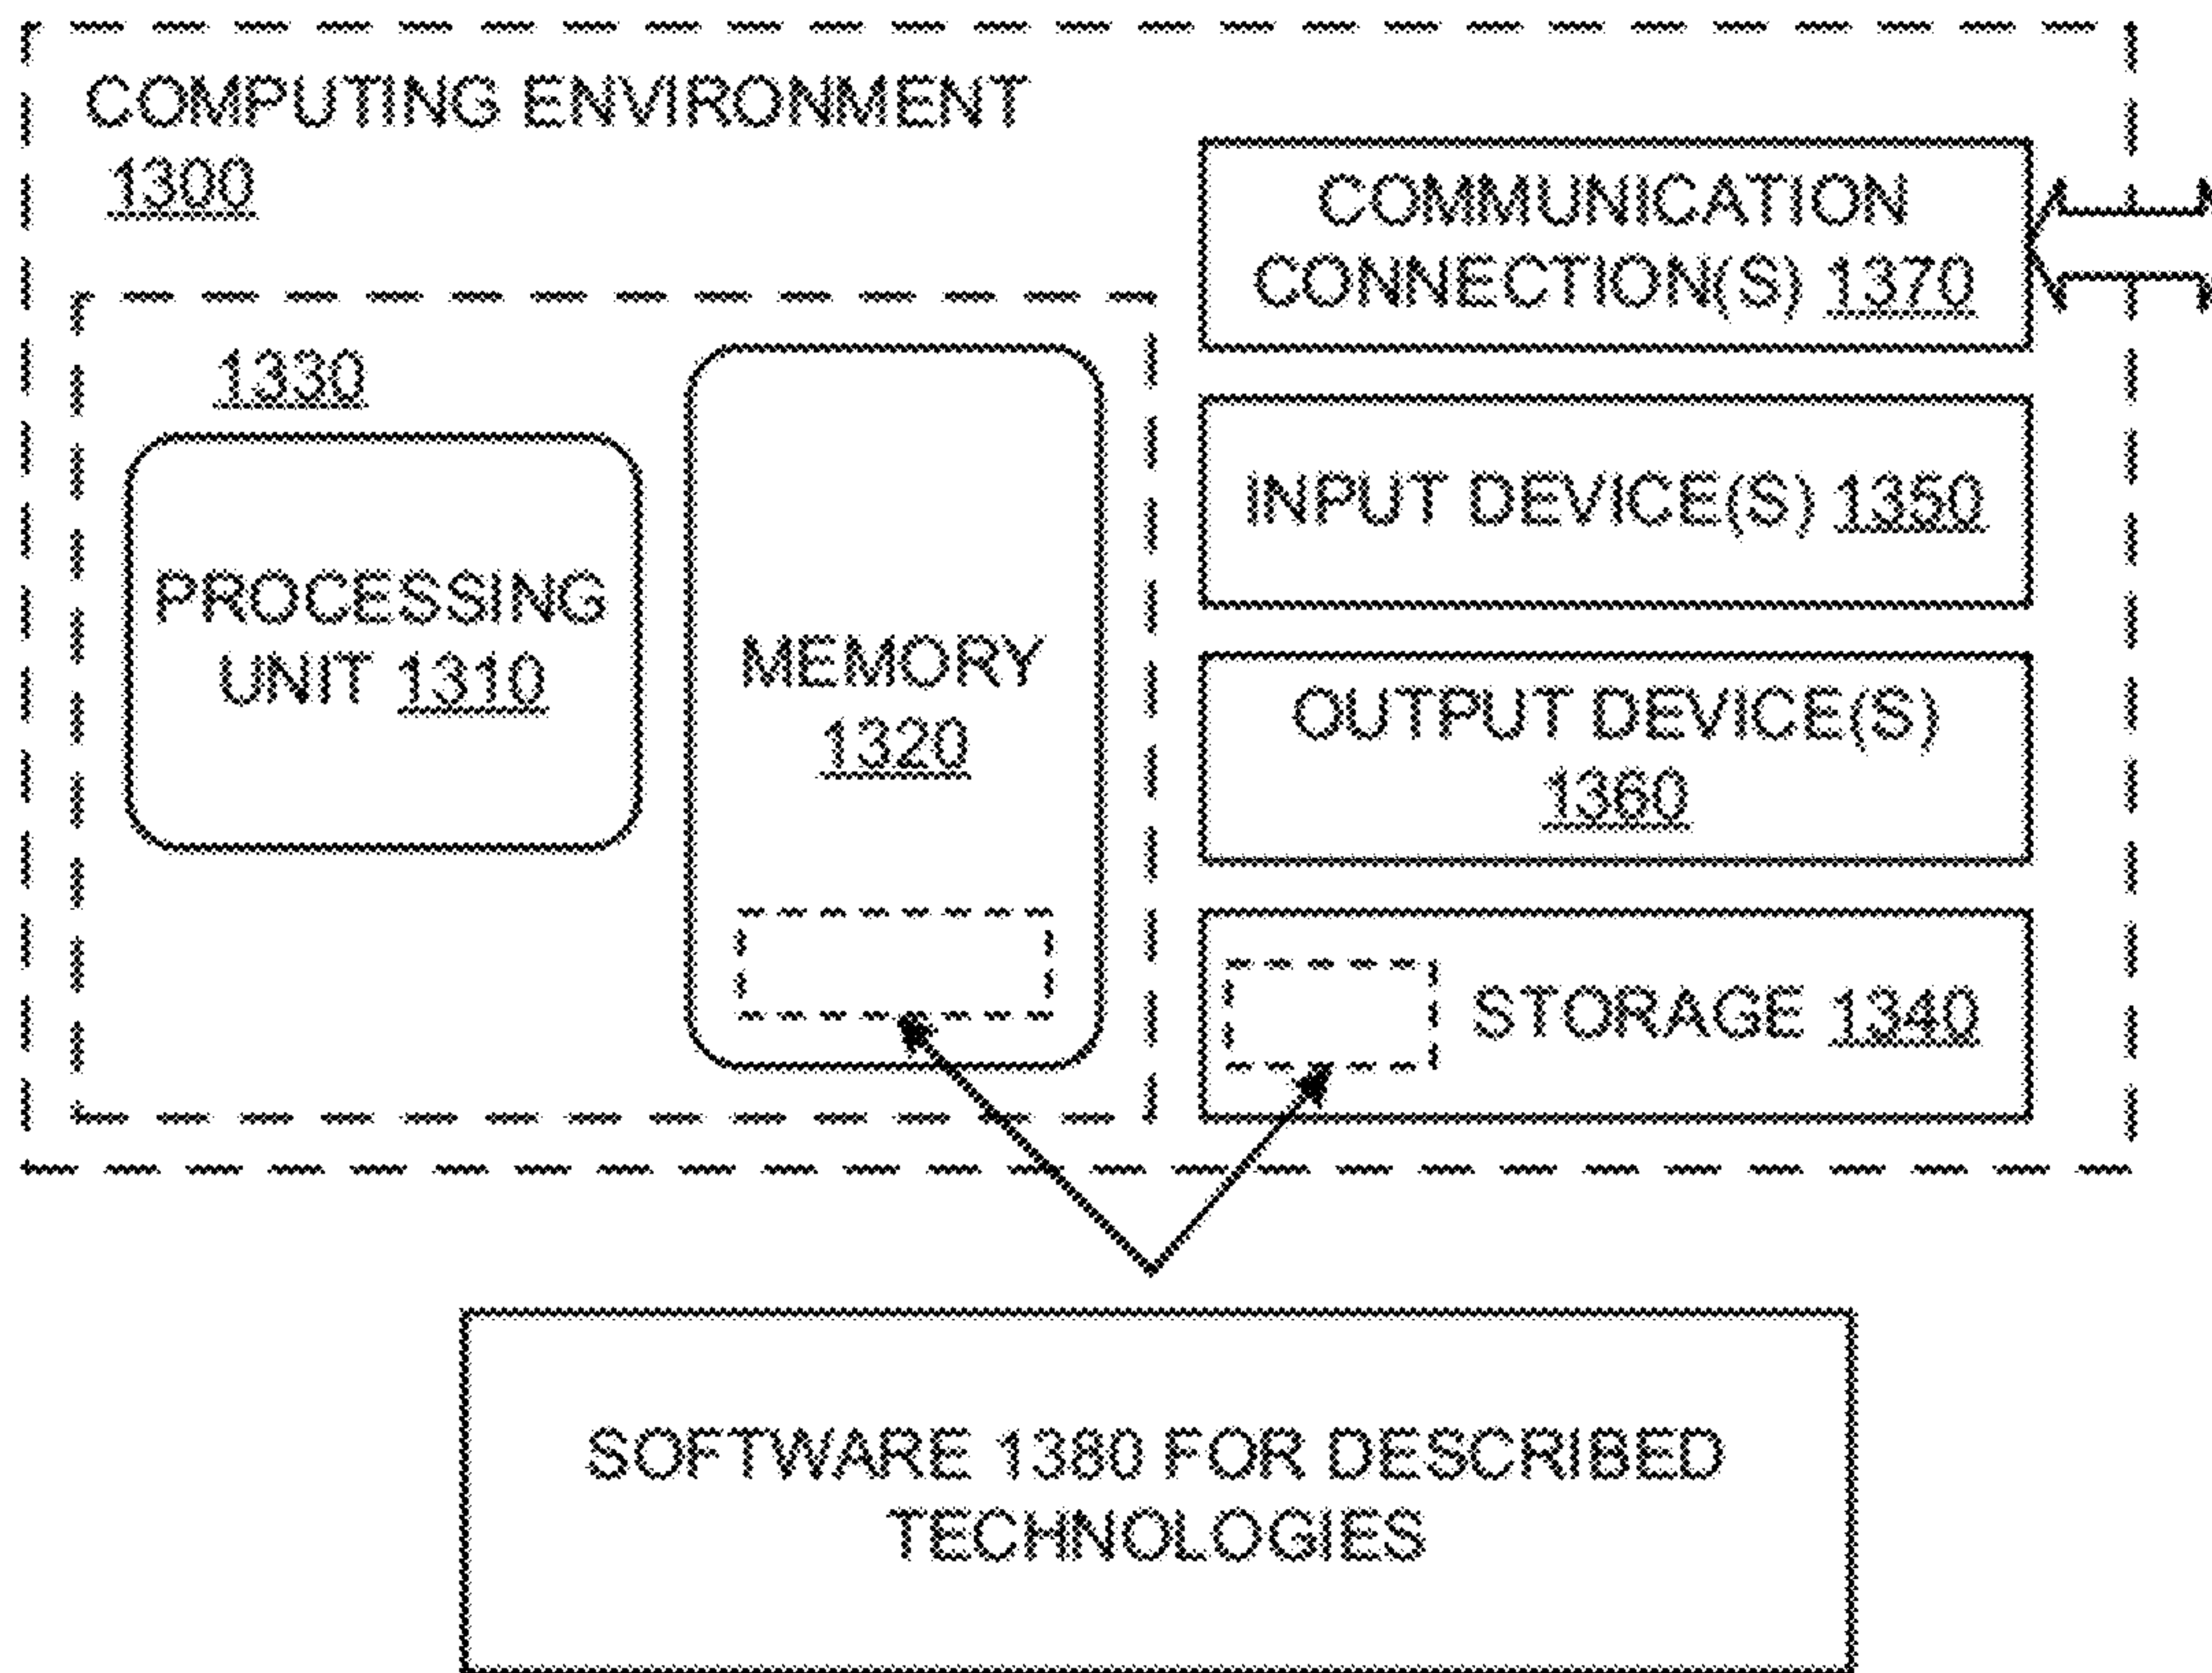 COMPUTING ENVIRONMENT
1300
COMMUNICATION
CONNECTION(S) 1370
1330
PROCESSING
UNIT 1310
MEMORY
1320
INPUT DEVICE(S) 1350
OUTPUT DEVICE(S)
1360
STORAGE 1340
SOFTWARE 1380 FOR DESCRIBED
TECHNOLOGIES